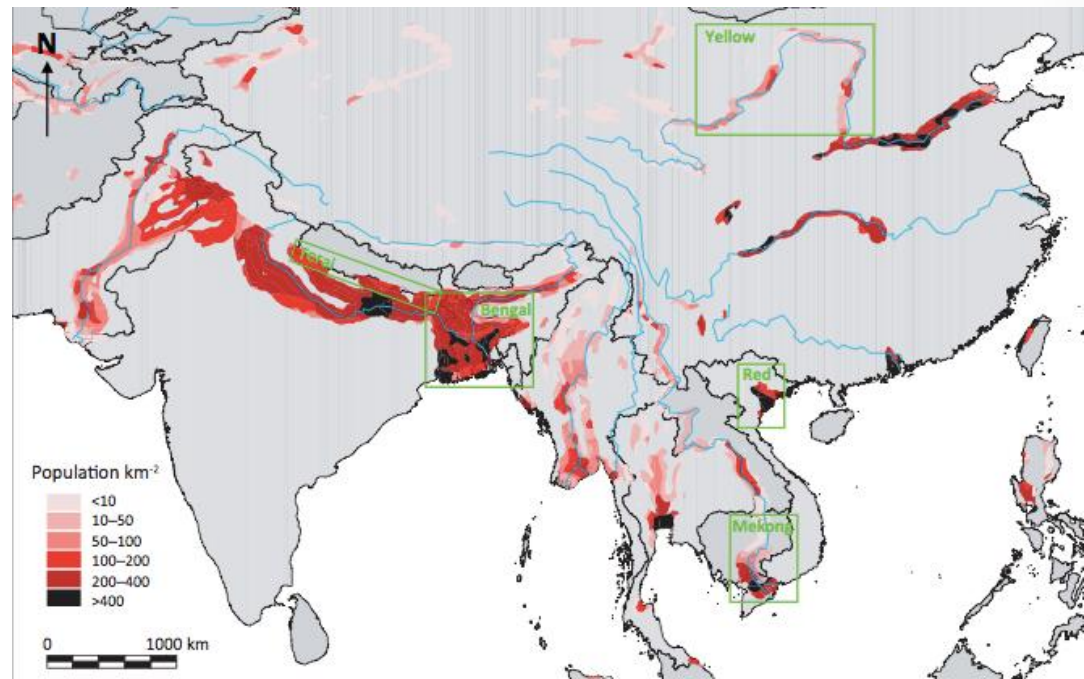 N
Yellow
Terai
Bengal
Red
Mekong
Population km⁻²
<10
10–50
50–100
100–200
200–400
>400
0 1000 km